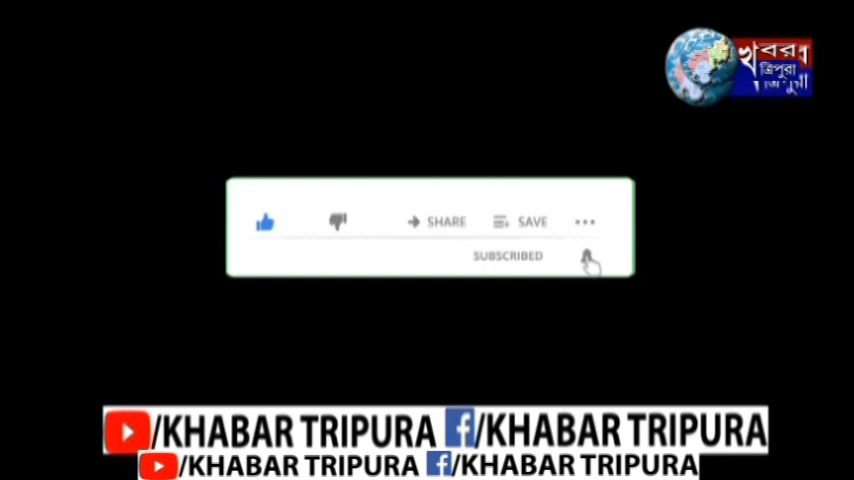 খবর
ত্রিপুরা
SHARE SAVE
SUBSCRIBED
/KHABAR TRIPURA f/KHABAR TRIPURA
/KHABAR TRIPURA f/KHABAR TRIPURA